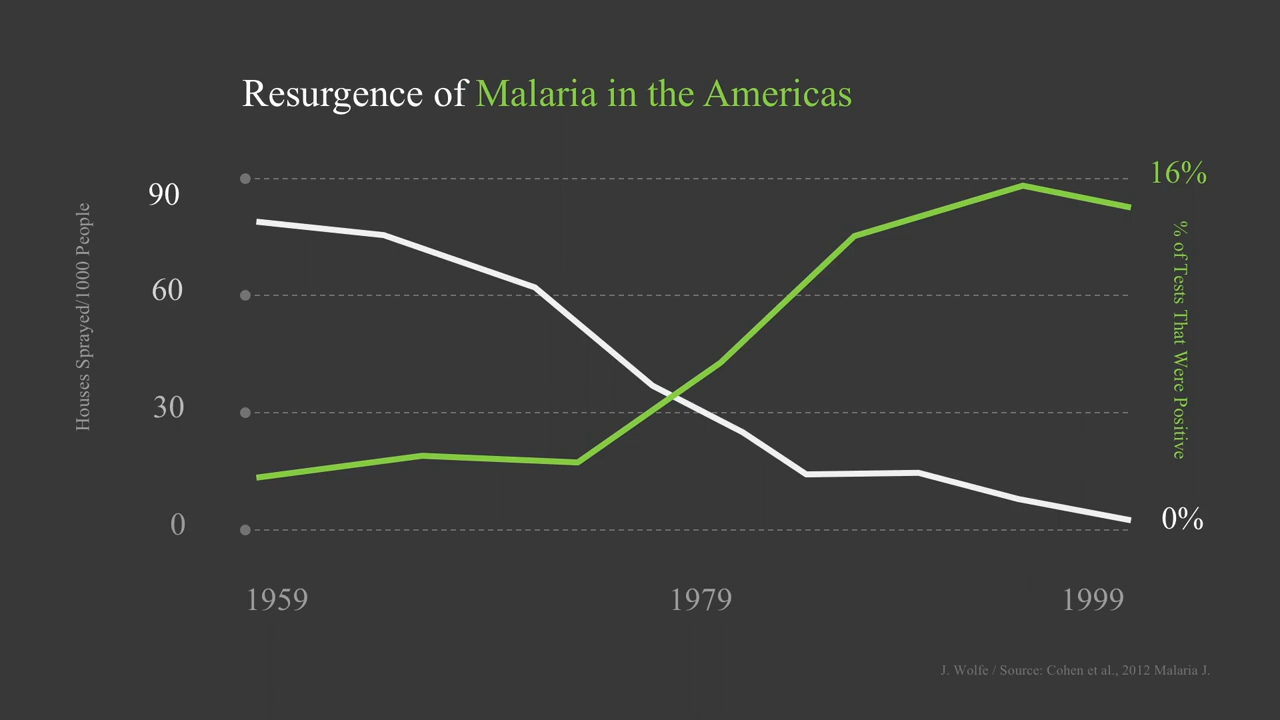 Resurgence of Malaria in the Americas
16%
90
60
30
0
0%
Houses Sprayed/1000 People
% of Tests That Were Positive
1959
1979
1999
J. Wolfe / Source: Cohen et al., 2012 Malaria J.